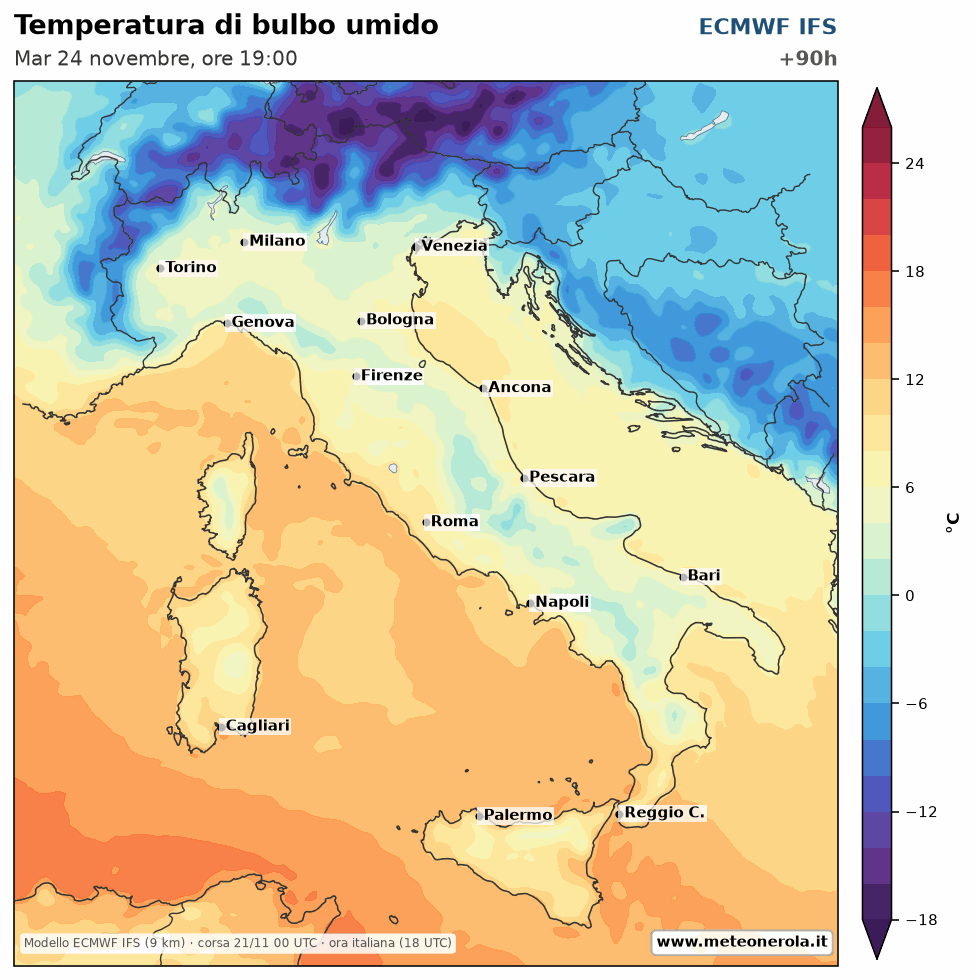 Temperatura di bulbo umido
ECMWF IFS
Mar 24 novembre, ore 19:00
+90h
Milano
Venezia
Torino
Genova
Bologna
Firenze
Ancona
Pescara
Roma
Bari
Napoli
Cagliari
Palermo
Reggio C.
24
18
12
6
0
−6
−12
−18
°C
Modello ECMWF IFS (9 km) · corsa 21/11 00 UTC · ora italiana (18 UTC)
www.meteonerola.it